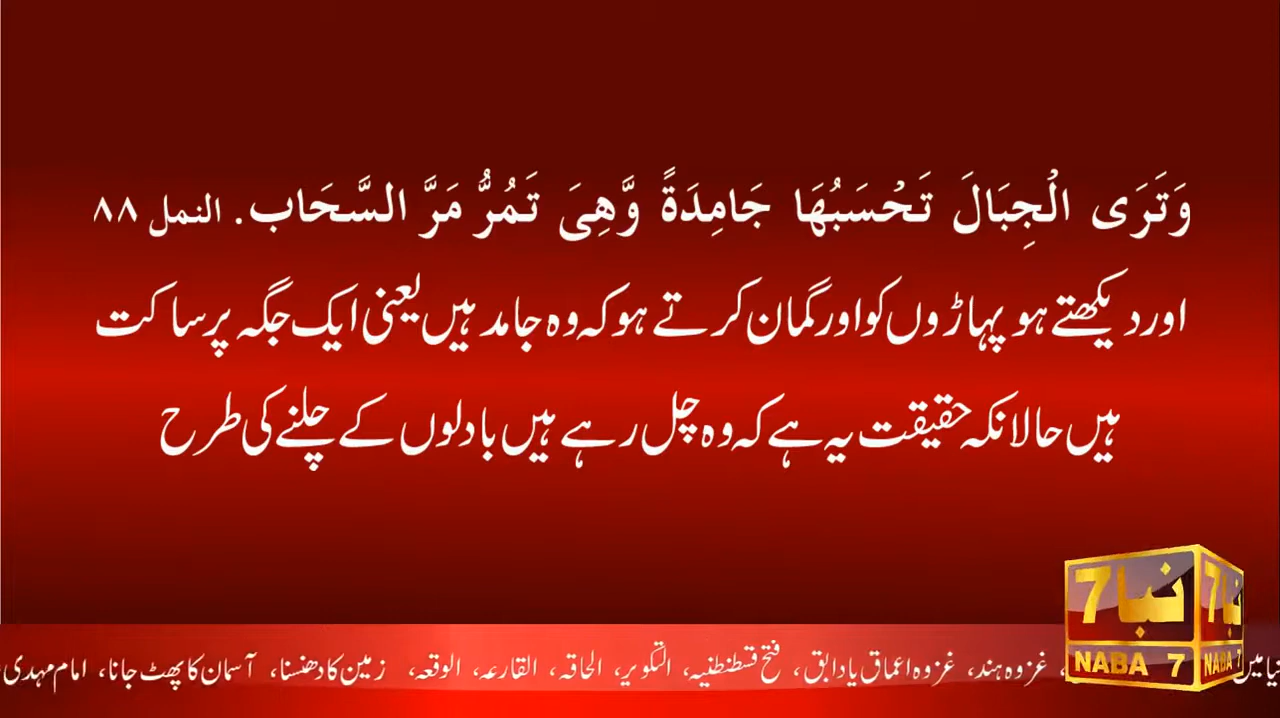 وَتَرَى الْجِبَالَ تَحْسَبُهَا جَامِدَةً وَّهِىَ تَمُرُّ مَرَّ السَّحَاب. النمل ٨٨
اور دیکھتے ہو پہاڑوں کو اور گمان کرتے ہو کہ وہ جامد ہیں یعنی ایک جگہ پر ساکت
ہیں حالانکہ حقیقت یہ ہے کہ وہ چل رہے ہیں بادلوں کے چلنے کی طرح
نبا 7 نبا 7
NABA 7 NABA 7
میں، غزوہ ہند، غزوہ اعماق یا دابق، فتح قسطنطنیہ، التکویر، الحاقہ، القارعہ، الوقعہ، زمین کا دھنسنا، آسمان کا پھٹ جانا، امام مہدی